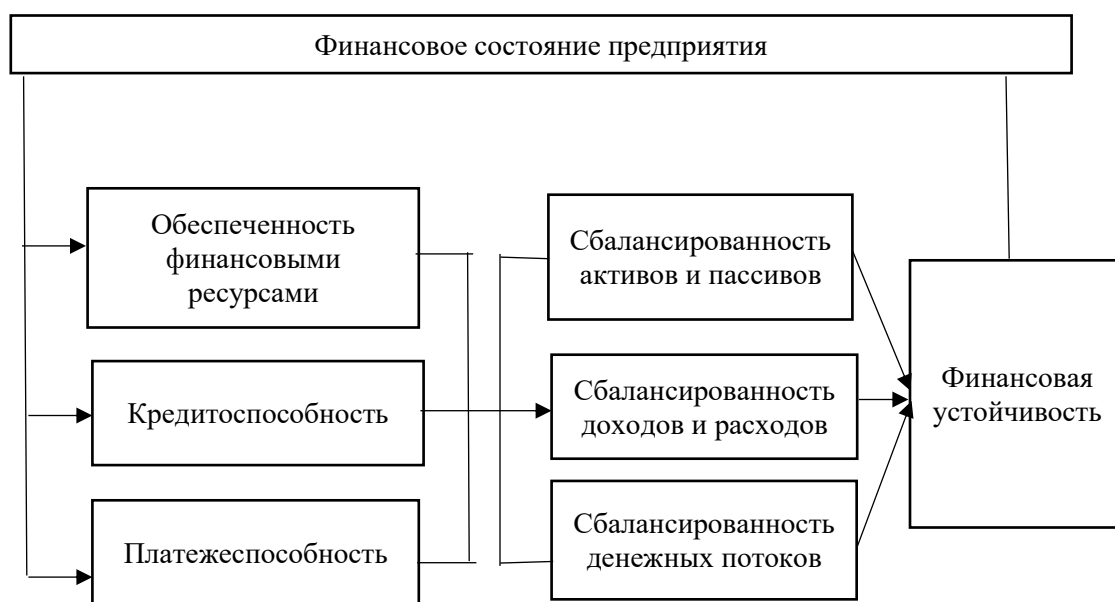 Финансовое состояние предприятия
Обеспеченность
финансовыми
ресурсами
Кредитоспособность
Платежеспособность
Сбалансированность
активов и пассивов
Сбалансированность
доходов и расходов
Сбалансированность
денежных потоков
Финансовая
устойчивость